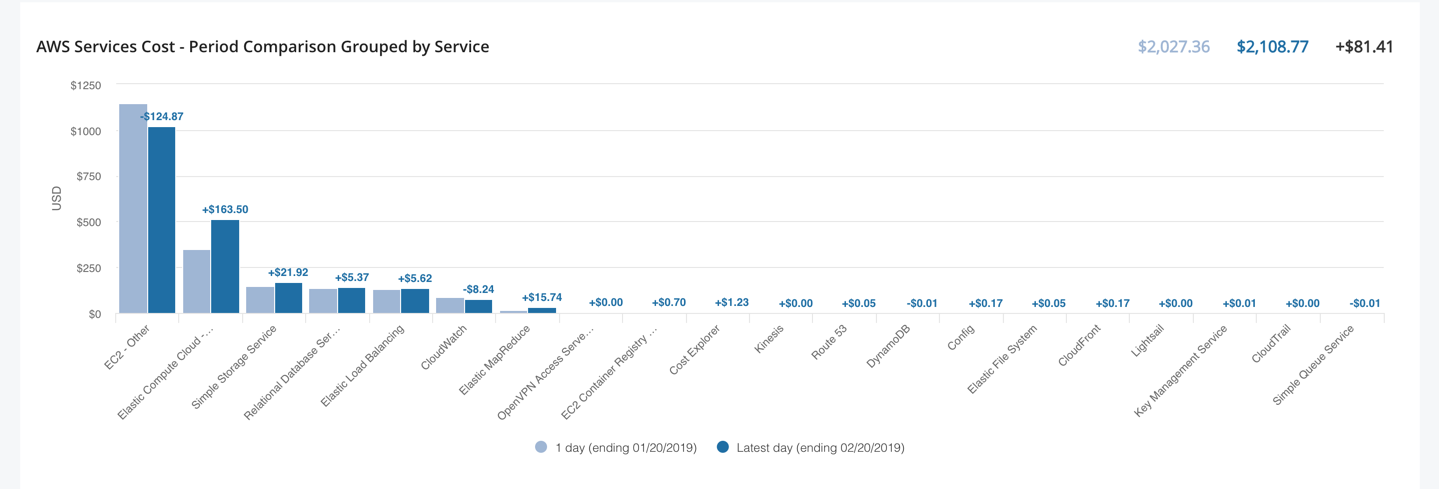 AWS Services Cost - Period Comparison Grouped by Service
$2,027.36 $2,108.77 +$81.41
USD
$1250
$1000
$750
$500
$250
$0
-$124.87
+$163.50
+$21.92
+$5.37
+$5.62
-$8.24
+$15.74
+$0.00
+$0.70
+$1.23
+$0.00
+$0.05
-$0.01
+$0.17
+$0.05
+$0.17
+$0.00
+$0.01
+$0.00
-$0.01
EC2 - Other
Elastic Compute Cloud -…
Simple Storage Service
Relational Database Ser…
Elastic Load Balancing
CloudWatch
Elastic MapReduce
OpenVPN Access Serve…
EC2 Container Registry …
Cost Explorer
Kinesis
Route 53
DynamoDB
Config
Elastic File System
CloudFront
Lightsail
Key Management Service
CloudTrail
Simple Queue Service
1 day (ending 01/20/2019) Latest day (ending 02/20/2019)